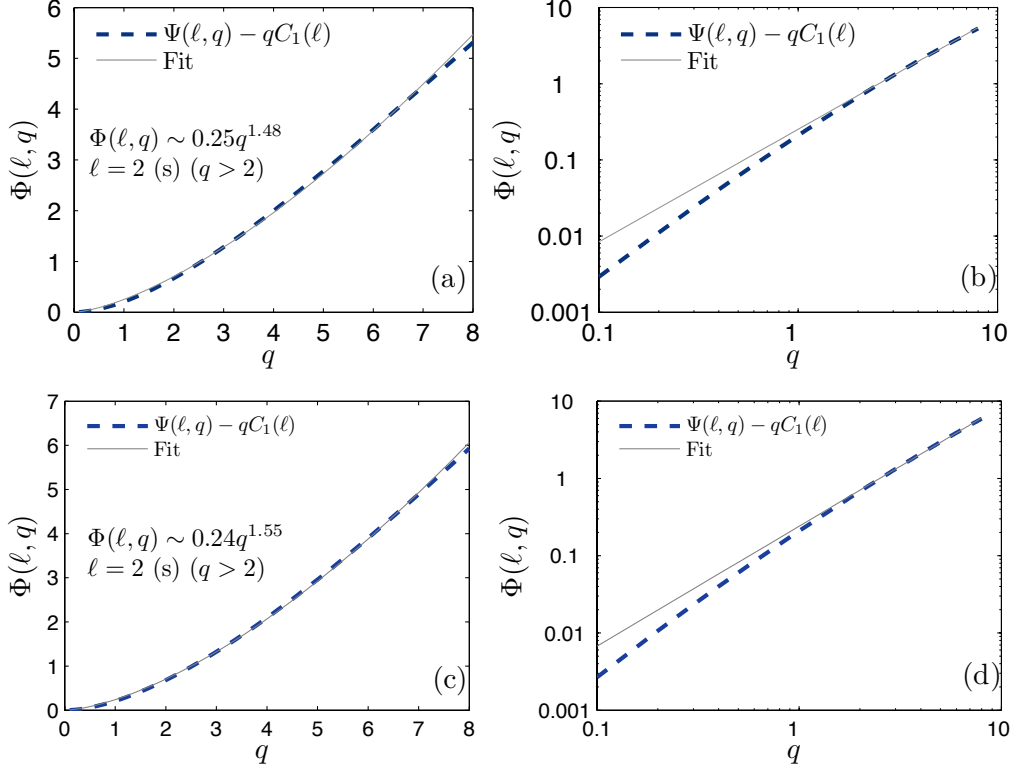 6
5
4
3
2
1
0
0 1 2 3 4 5 6 7 8
q
Φ(ℓ, q)
Ψ(ℓ, q) − qC₁(ℓ)
Fit
Φ(ℓ, q) ∼ 0.25q^1.48
ℓ = 2 (s) (q > 2)
(a)
10
1
0.1
0.01
0.001
0.1 1 10
q
Φ(ℓ, q)
Ψ(ℓ, q) − qC₁(ℓ)
Fit
(b)
7
6
5
4
3
2
1
0
0 1 2 3 4 5 6 7 8
q
Φ(ℓ, q)
Ψ(ℓ, q) − qC₁(ℓ)
Fit
Φ(ℓ, q) ∼ 0.24q^1.55
ℓ = 2 (s) (q > 2)
(c)
10
1
0.1
0.01
0.001
0.1 1 10
q
Φ(ℓ, q)
Ψ(ℓ, q) − qC₁(ℓ)
Fit
(d)